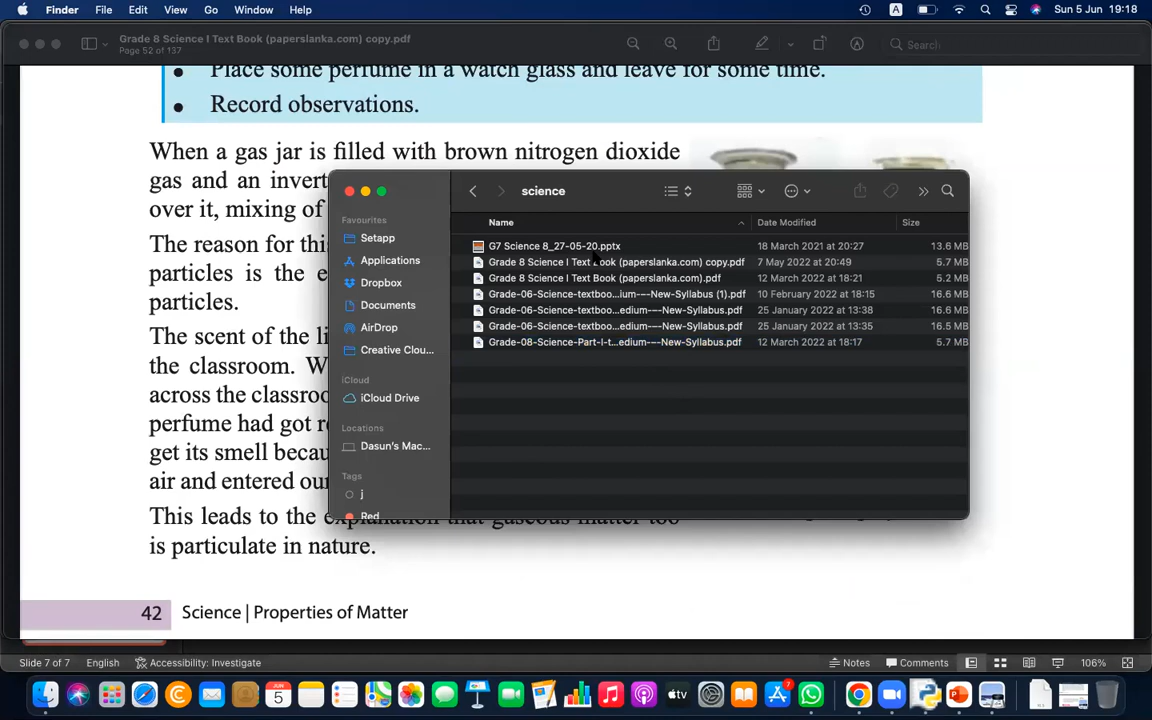 Finder File Edit View Go Window Help
A
Sun 5 Jun 19:18
Grade 8 Science I Text Book (paperslanka.com) copy.pdf
Page 52 of 137
Search
• Place some perfume in a watch glass and leave for some time.
• Record observations.
When a gas jar is filled with brown nitrogen dioxide
gas and an invert
over it, mixing of
The reason for this
particles is the e
particles.
The scent of the li
the classroom. W
across the classroo
perfume had got re
get its smell becau
air and entered our
This leads to the explanation that gaseous matter too
is particulate in nature.
42 Science | Properties of Matter
science
Favourites
Setapp
Applications
Dropbox
Documents
AirDrop
Creative Clou...
iCloud
iCloud Drive
Locations
Dasun's Mac...
Tags
j
Red
Name Date Modified Size
G7 Science 8_27-05-20.pptx 18 March 2021 at 20:27 13.6 MB
Grade 8 Science I Text Book (paperslanka.com) copy.pdf 7 May 2022 at 20:49 5.7 MB
Grade 8 Science I Text Book (paperslanka.com).pdf 12 March 2022 at 18:21 5.2 MB
Grade-06-Science-textboo...ium---New-Syllabus (1).pdf 10 February 2022 at 18:15 16.6 MB
Grade-06-Science-textboo...edium---New-Syllabus.pdf 25 January 2022 at 13:38 16.6 MB
Grade-06-Science-textboo...edium---New-Syllabus.pdf 25 January 2022 at 13:35 16.5 MB
Grade-08-Science-Part-I-t...edium---New-Syllabus.pdf 12 March 2022 at 18:17 5.7 MB
Slide 7 of 7 English Accessibility: Investigate
Notes Comments 106%
JUN
5
tv
7